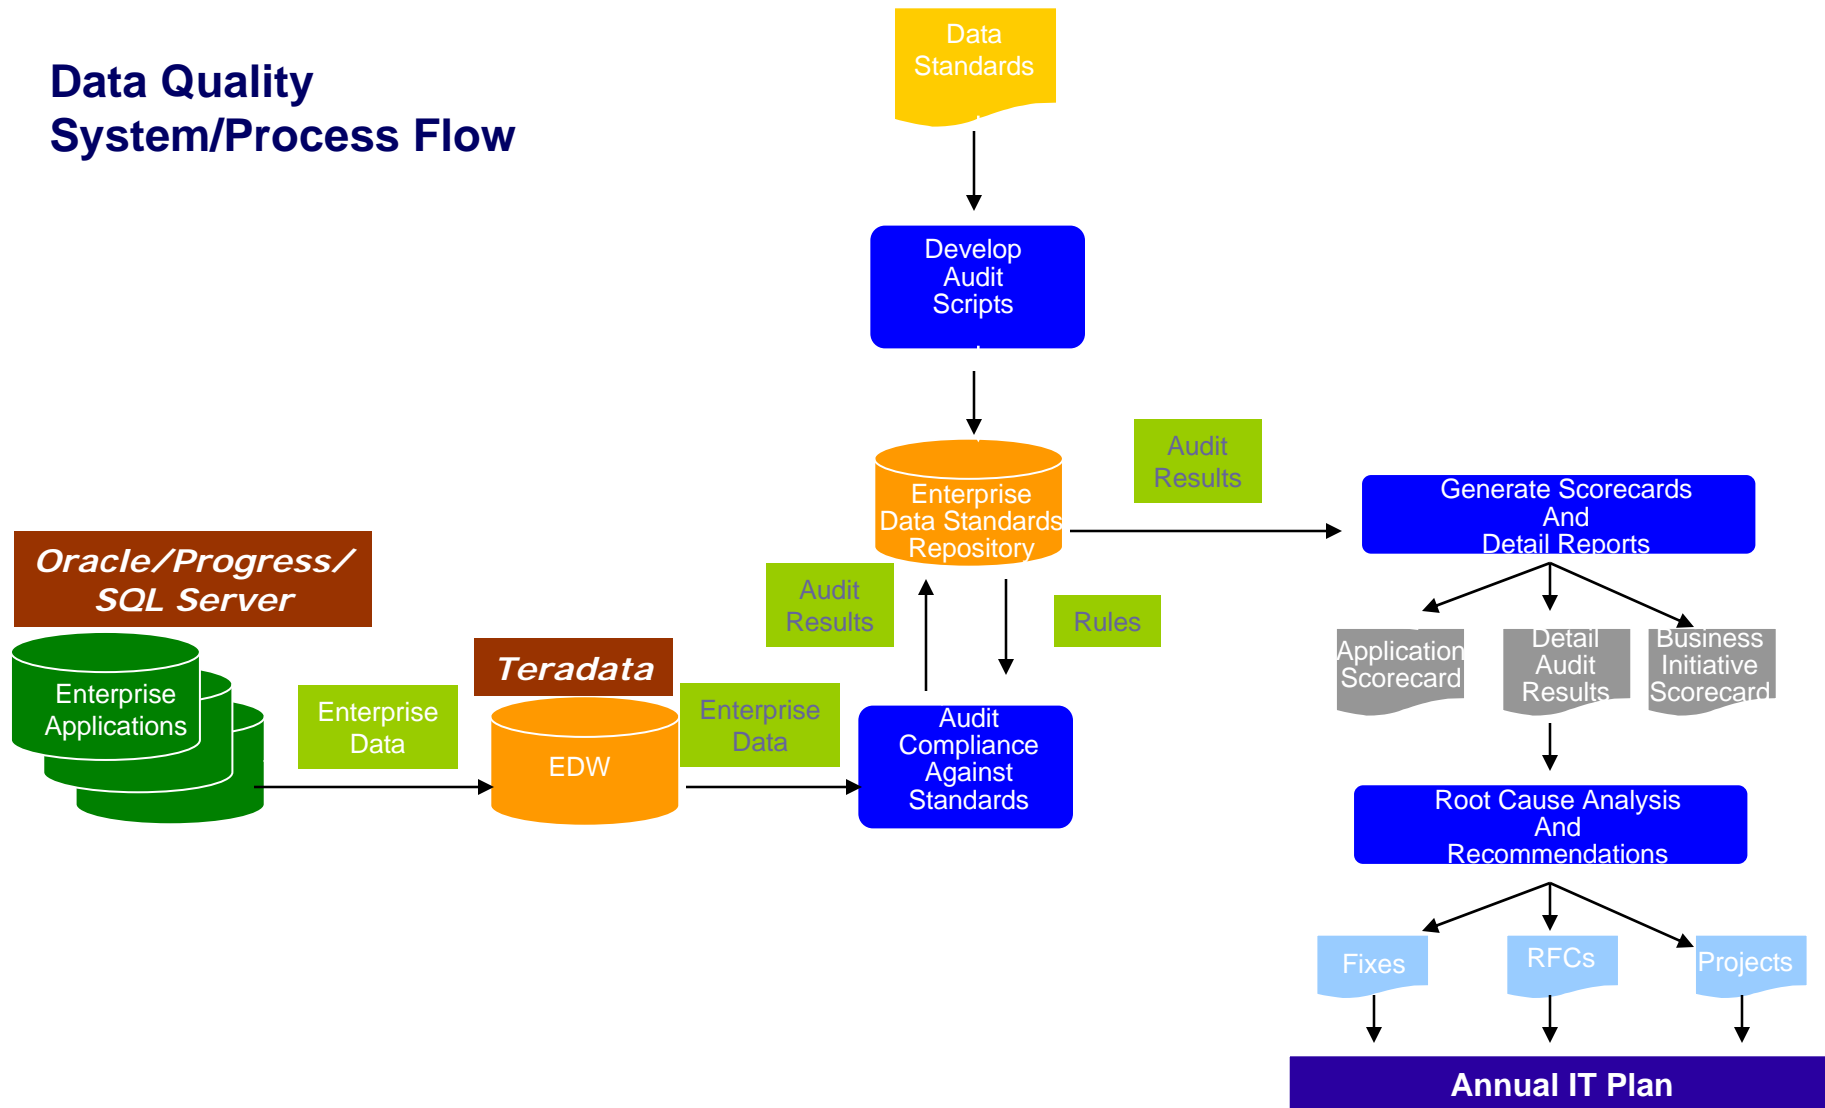 Data Quality
System/Process Flow
Data
Standards
Develop
Audit
Scripts
Enterprise
Data Standards
Repository
Audit
Results
Generate Scorecards
And
Detail Reports
Oracle/Progress/
SQL Server
Enterprise
Applications
Enterprise
Data
Teradata
EDW
Enterprise
Data
Audit
Results
Rules
Audit
Compliance
Against
Standards
Application
Scorecard
Detail
Audit
Results
Business
Initiative
Scorecard
Root Cause Analysis
And
Recommendations
Fixes
RFCs
Projects
Annual IT Plan